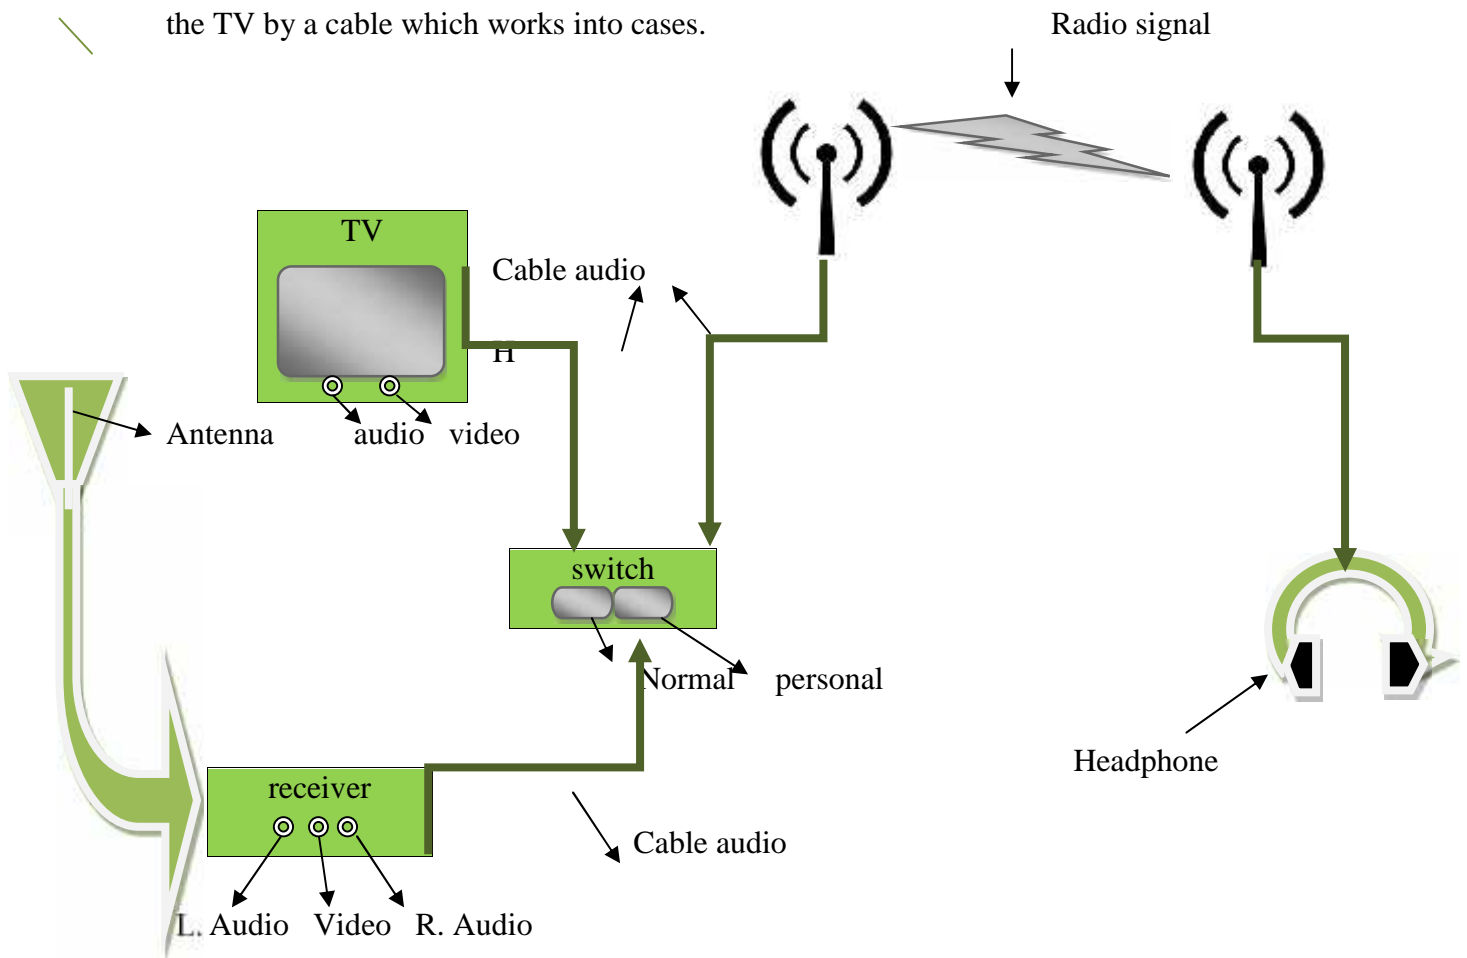 the TV by a cable which works into cases.
Radio signal
TV
Cable audio
H
Antenna
audio
video
switch
Normal
personal
Headphone
receiver
Cable audio
L. Audio
Video
R. Audio